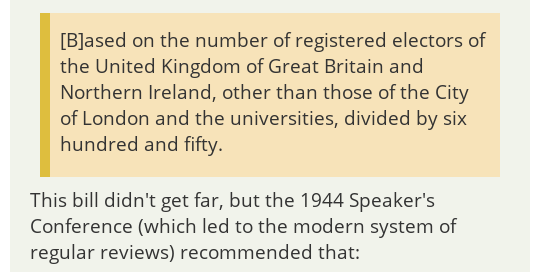 [B]ased on the number of registered electors of
the United Kingdom of Great Britain and
Northern Ireland, other than those of the City
of London and the universities, divided by six
hundred and fifty.
This bill didn't get far, but the 1944 Speaker's
Conference (which led to the modern system of
regular reviews) recommended that: